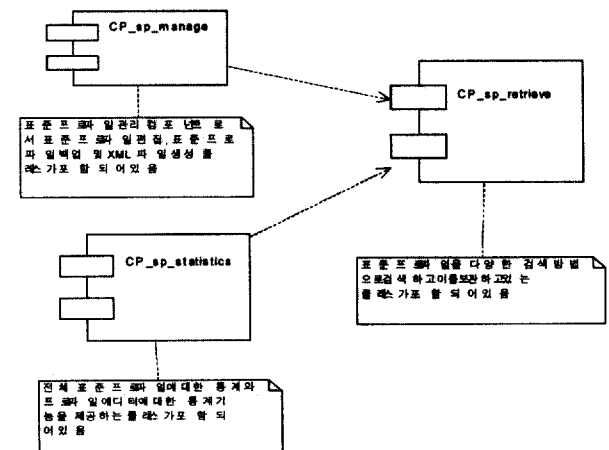 CP_sp_manage
CP_sp_retrieve
표준프로파일관리 컴포넌트로
서 표준프로파일편집, 표준프로
파일백업 및 XML 파일생성 클
래스가포함되어있음
CP_sp_statistics
표준프로파일을 다양한 검색방법
으로검색하고이를보관하고있는
클래스가포함되어있음
전체 표준프로파일에대한 통계와
프로파일에디터에대한 통계기
능을 제공하는 클래스가포함되
어있음